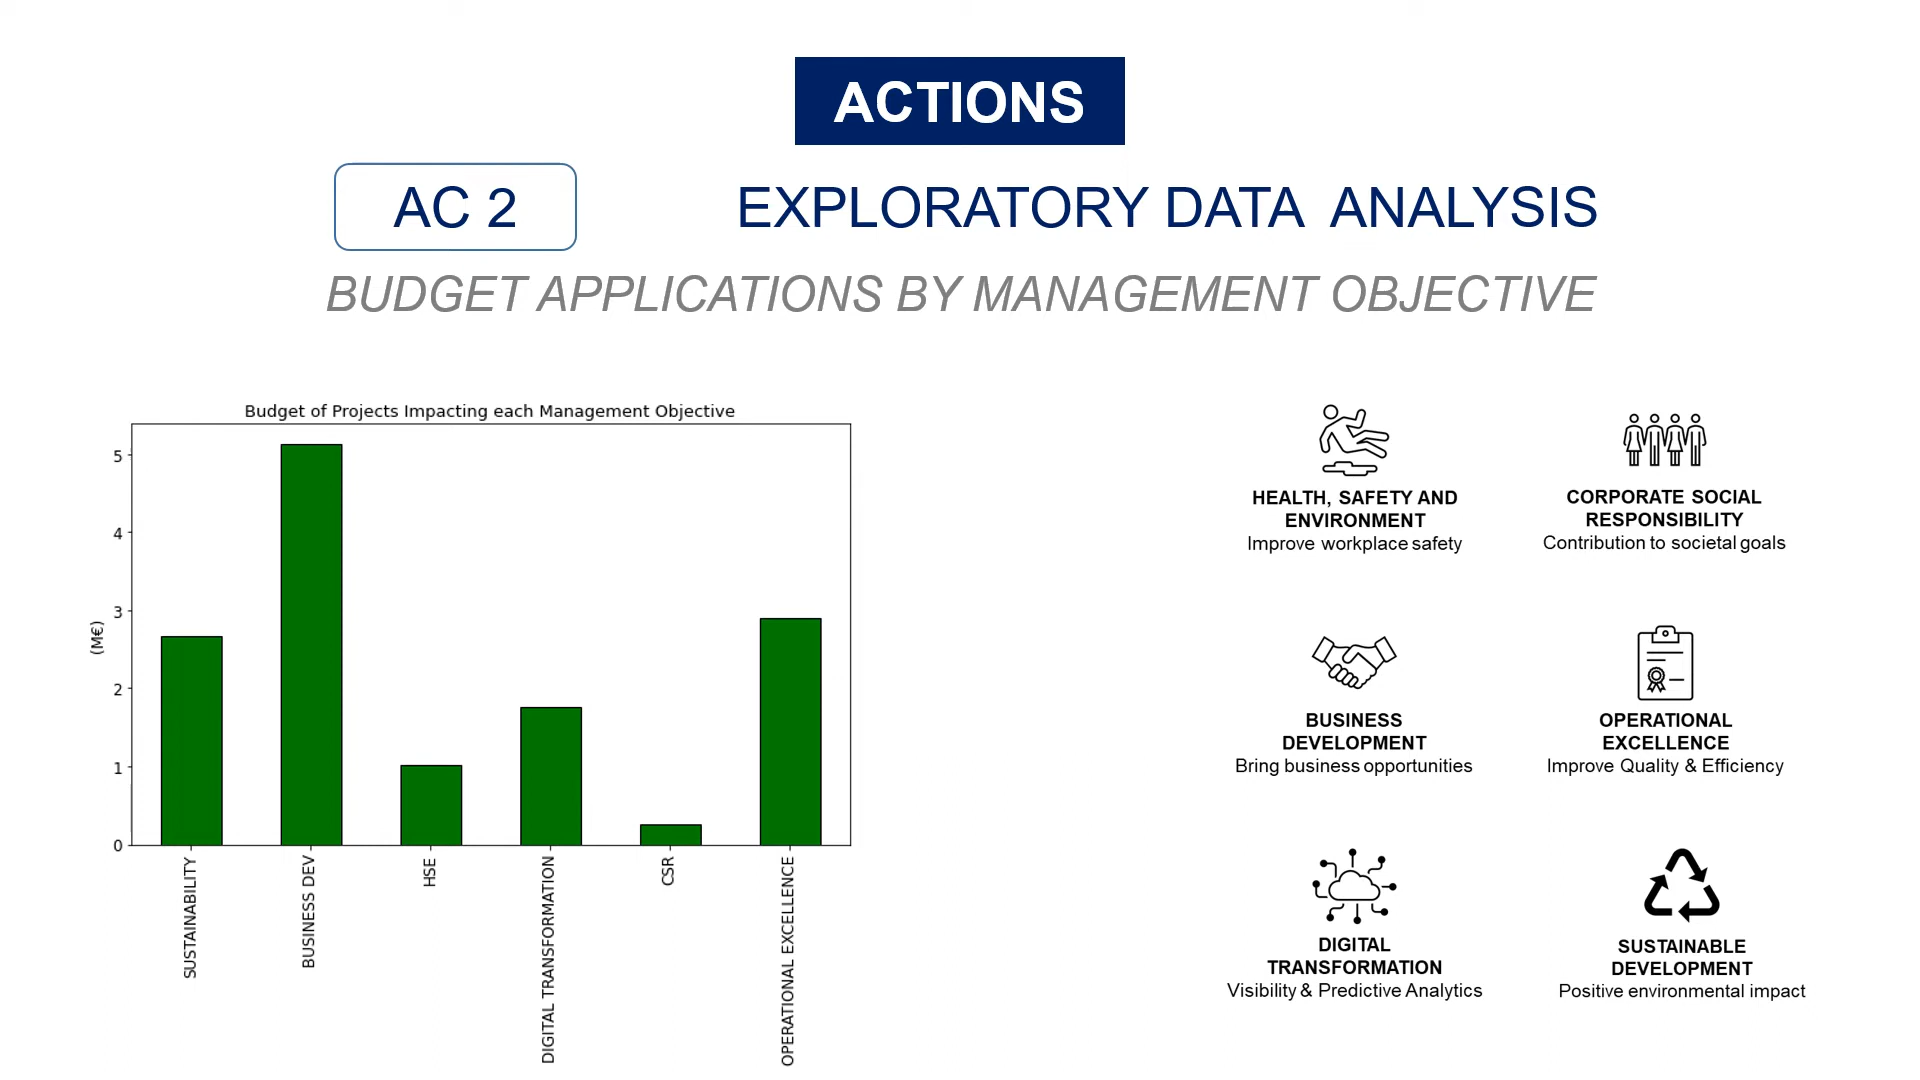 ACTIONS
AC 2
EXPLORATORY DATA ANALYSIS
BUDGET APPLICATIONS BY MANAGEMENT OBJECTIVE
Budget of Projects Impacting each Management Objective
(M€)
5
4
3
2
1
0
SUSTAINABILITY
BUSINESS DEV
HSE
DIGITAL TRANSFORMATION
CSR
OPERATIONAL EXCELLENCE
HEALTH, SAFETY AND
ENVIRONMENT
Improve workplace safety
CORPORATE SOCIAL
RESPONSIBILITY
Contribution to societal goals
BUSINESS
DEVELOPMENT
Bring business opportunities
OPERATIONAL
EXCELLENCE
Improve Quality & Efficiency
DIGITAL
TRANSFORMATION
Visibility & Predictive Analytics
SUSTAINABLE
DEVELOPMENT
Positive environmental impact